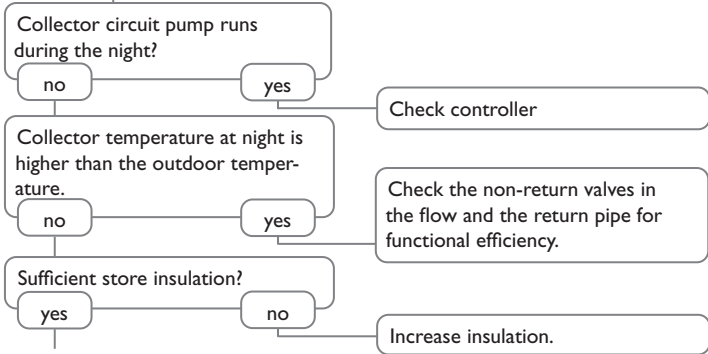 Collector circuit pump runs
during the night?
no
yes
Check controller
Collector temperature at night is
higher than the outdoor temper-
ature.
no
yes
Check the non-return valves in
the flow and the return pipe for
functional efficiency.
Sufficient store insulation?
yes
no
Increase insulation.